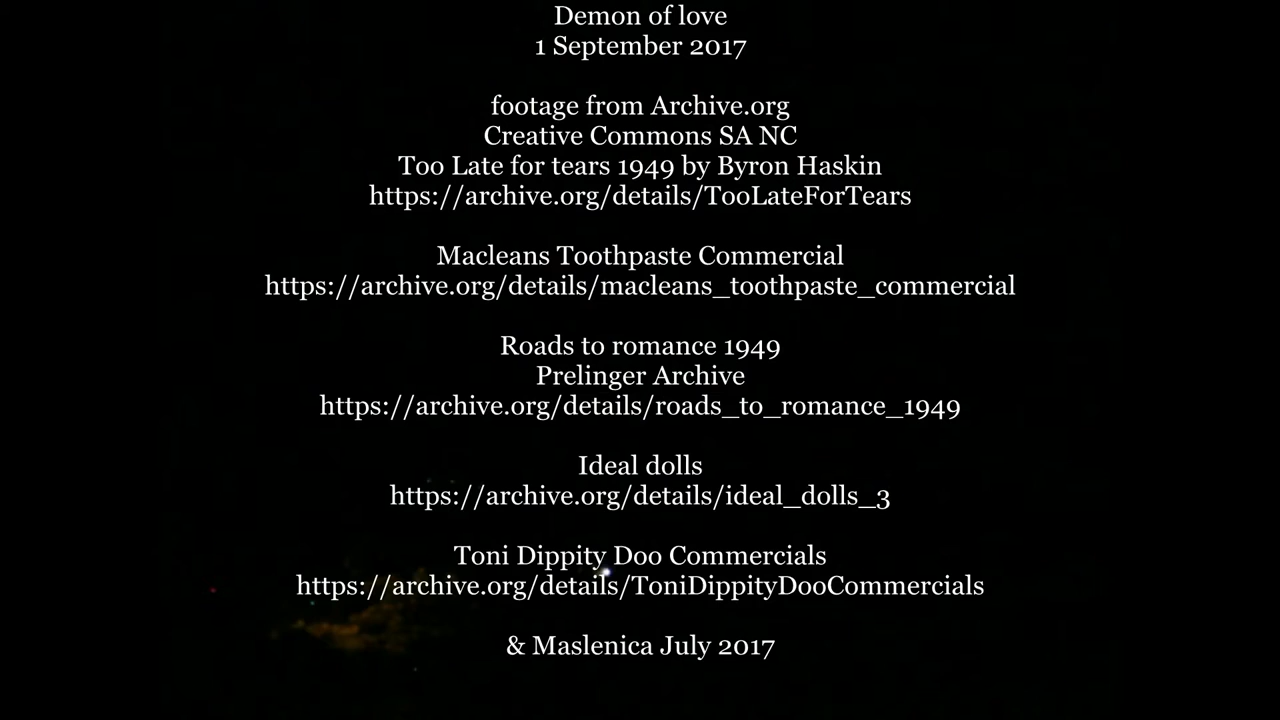 Demon of love
1 September 2017
footage from Archive.org
Creative Commons SA NC
Too Late for tears 1949 by Byron Haskin
https://archive.org/details/TooLateForTears
Macleans Toothpaste Commercial
https://archive.org/details/macleans_toothpaste_commercial
Roads to romance 1949
Prelinger Archive
https://archive.org/details/roads_to_romance_1949
Ideal dolls
https://archive.org/details/ideal_dolls_3
Toni Dippity Doo Commercials
https://archive.org/details/ToniDippityDooCommercials
& Maslenica July 2017